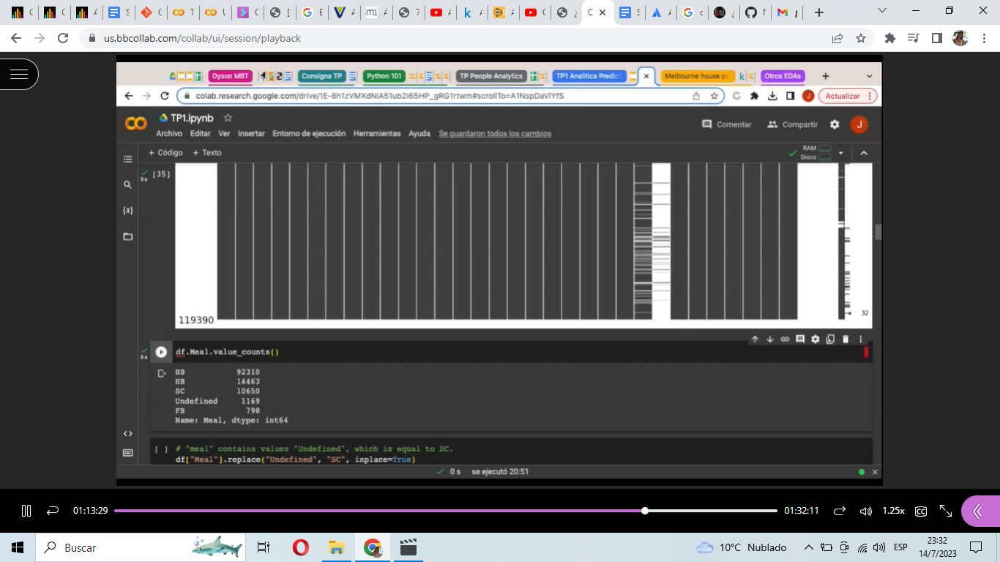 us.bbcollab.com/collab/ui/session/playback
Dyson MBT
Consigna TP
Python 101
TP People Analytics
TP1 Analitica Predict
Melbourne house pr
Otros EDAs
colab.research.google.com/drive/1E-8h1zVMXdNIA51ub2I65HP_gRG1rtwm#scrollTo=A1NspDaVIYfS
Actualizar
TP1.ipynb
Comentar
Compartir
J
Archivo Editar Ver Insertar Entorno de ejecución Herramientas Ayuda Se guardaron todos los cambios
+ Código + Texto
RAM
Disco
[35]
3 s
{x}
119390
32
0 s
df.Meal.value_counts()
BB 92310
HB 14463
SC 10650
Undefined 1169
FB 798
Name: Meal, dtype: int64
[ ] # "meal" contains values "Undefined", which is equal to SC.
df["Meal"].replace("Undefined", "SC", inplace=True)
0 s se ejecutó 20:51
01:13:29
01:32:11
1.25x
Buscar
10°C Nublado
ESP
23:32
14/7/2023